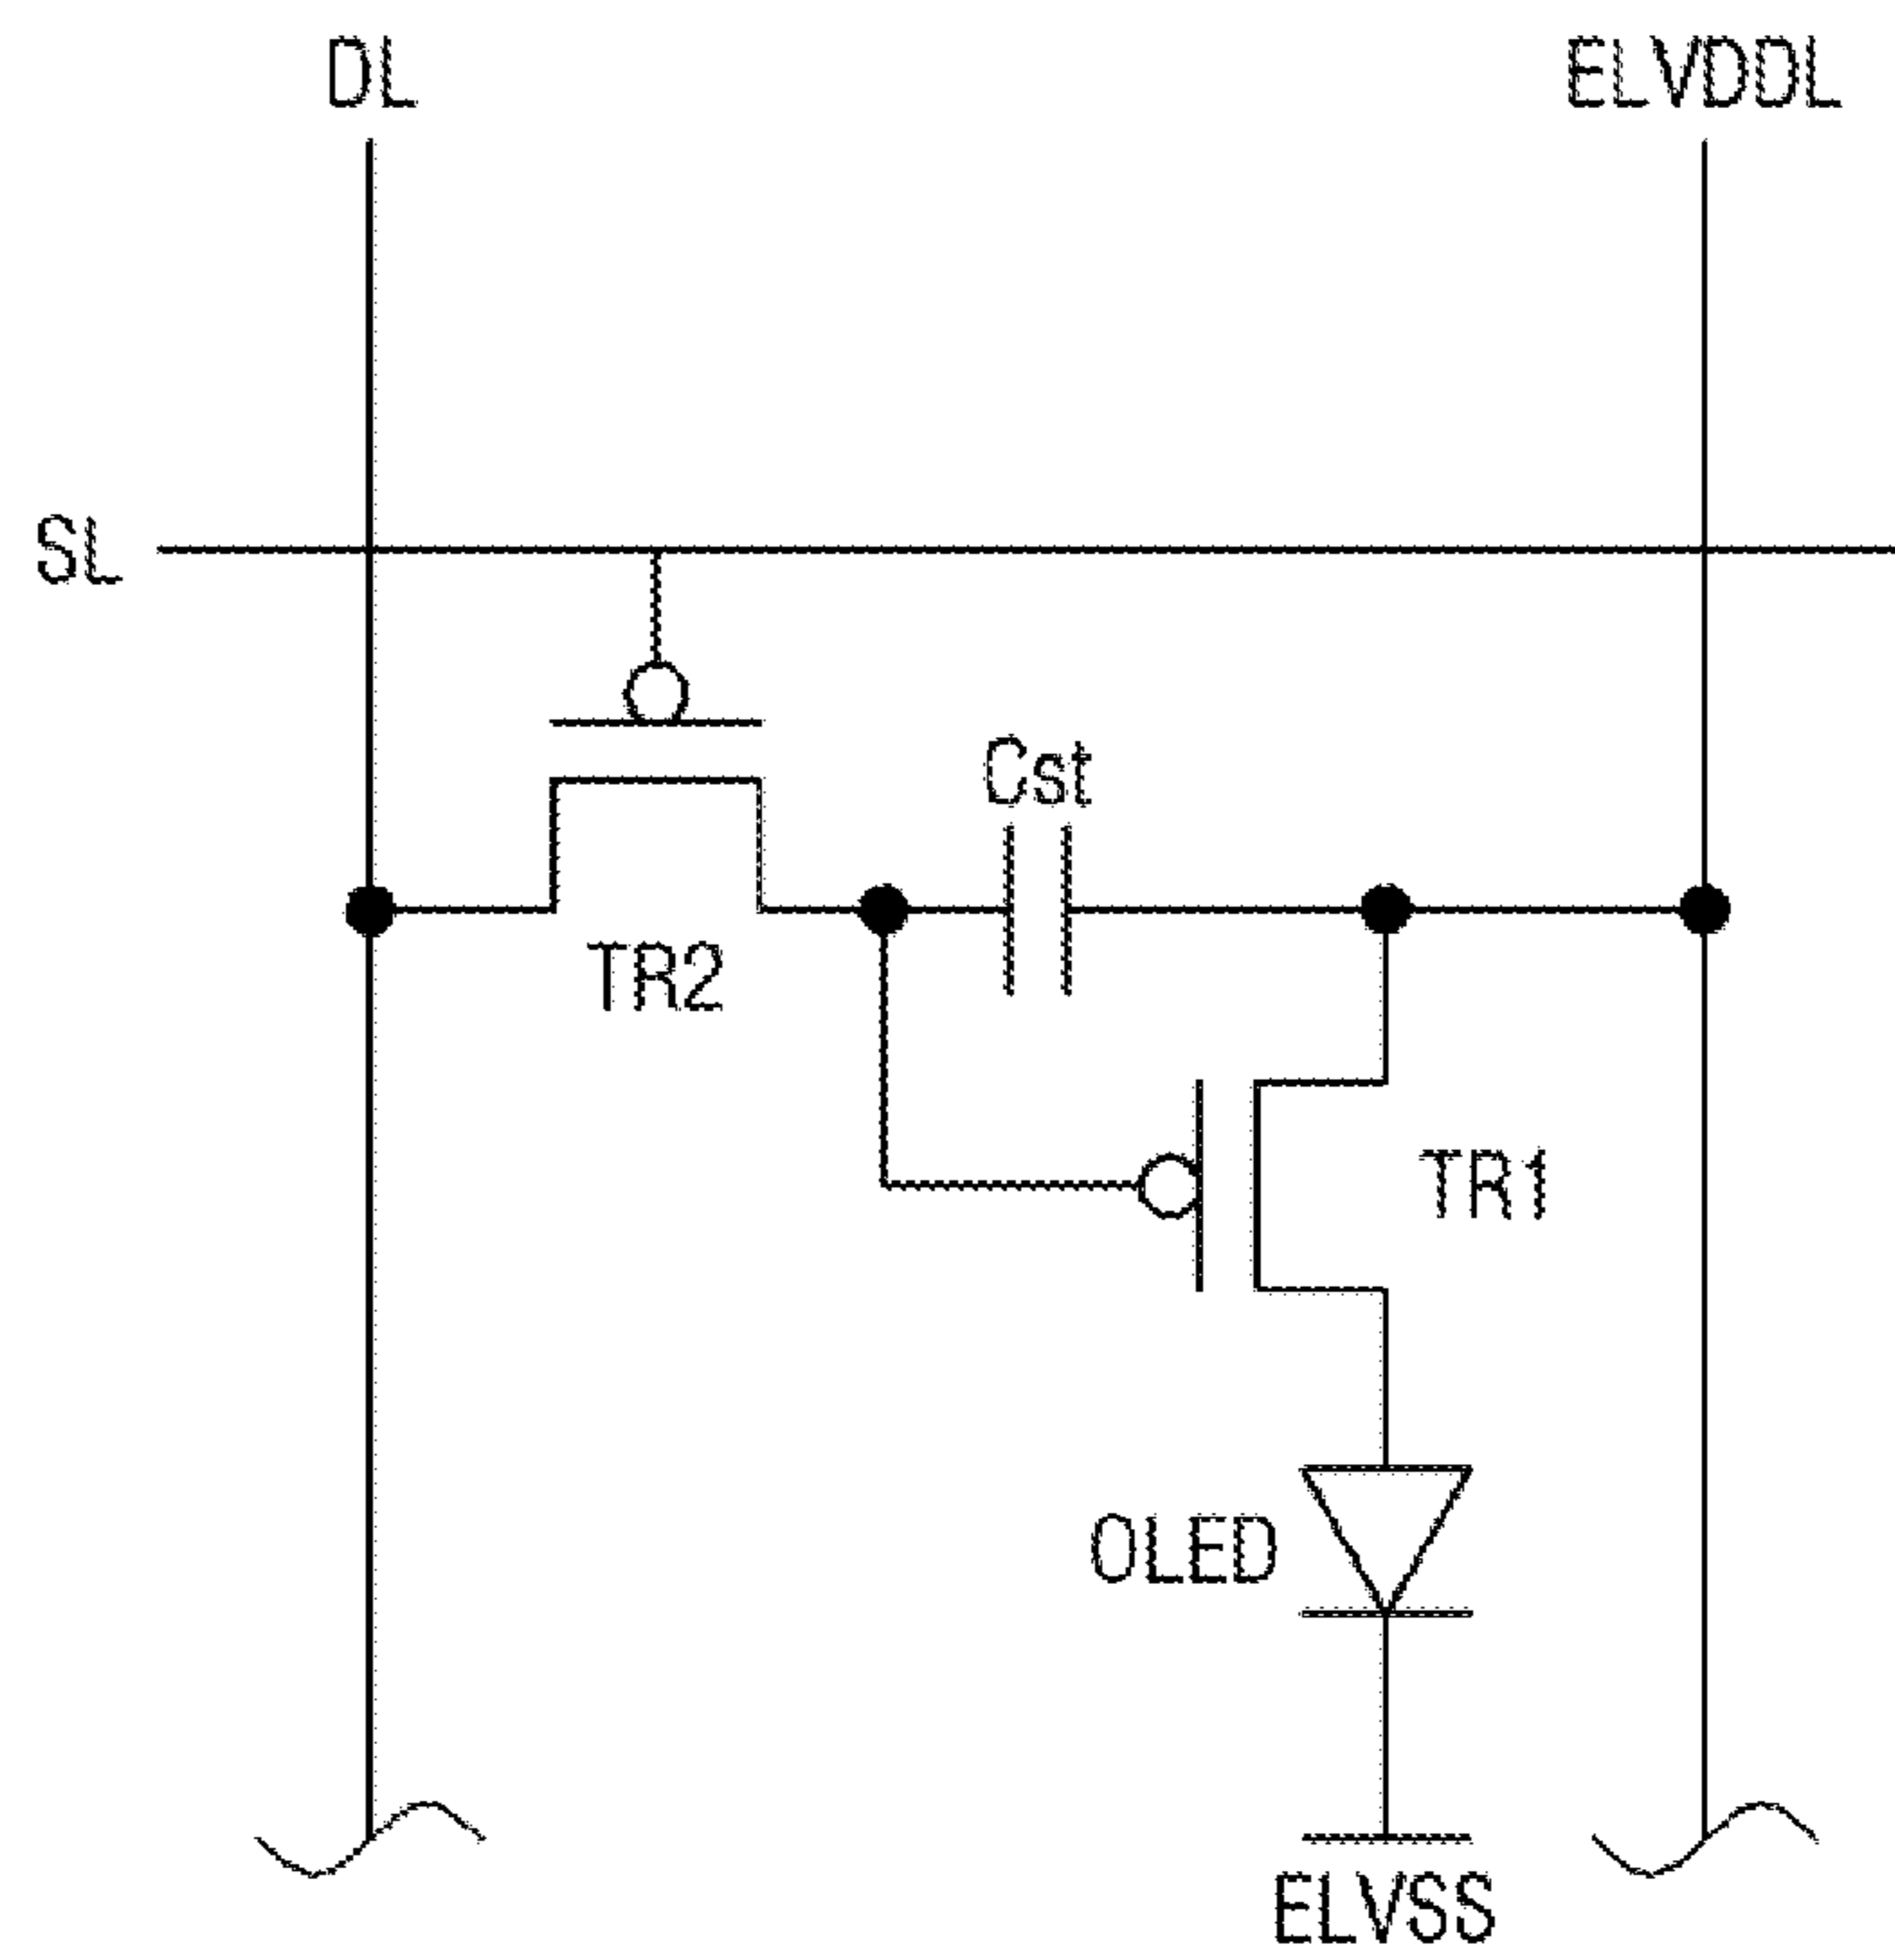 DL
ELVDDL
SL
Cst
TR2
TR1
OLED
ELVSS